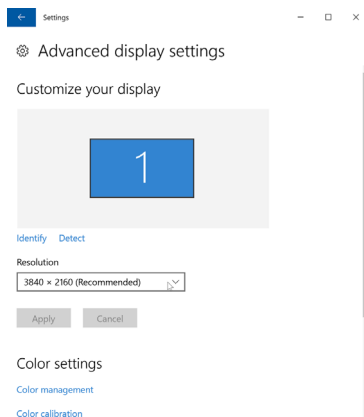 Settings
Advanced display settings
Customize your display
1
Identify Detect
Resolution
3840 × 2160 (Recommended)
Apply Cancel
Color settings
Color management
Color calibration